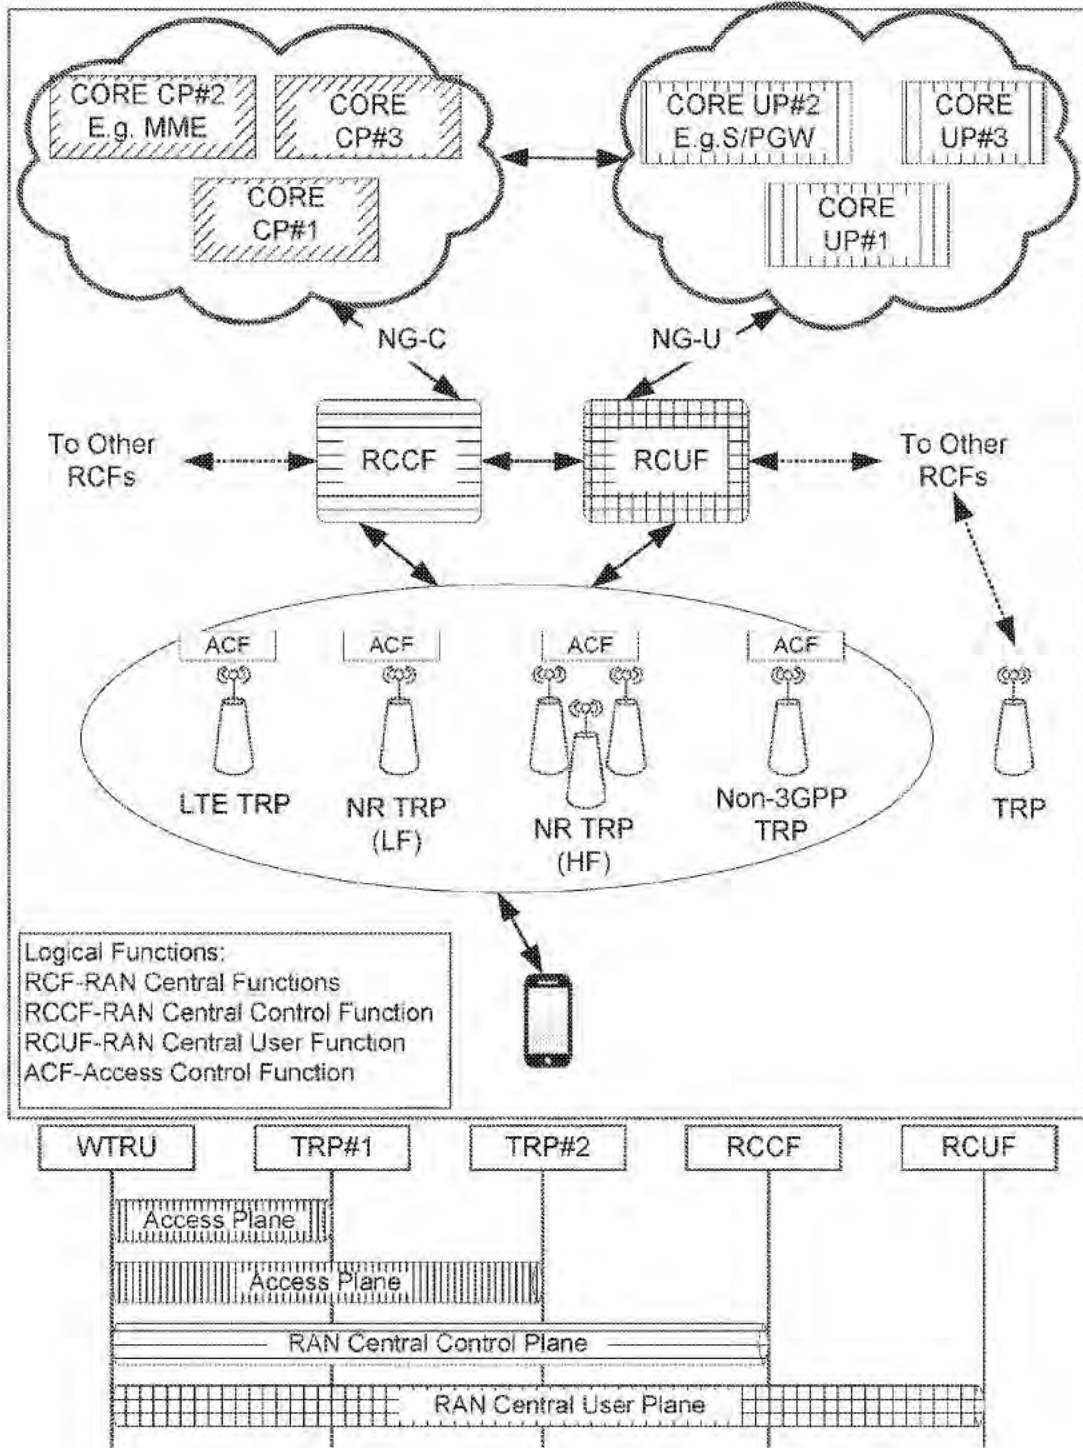 CORE CP#2
E.g. MME
CORE
CP#3
CORE
CP#1
CORE UP#2
E.g.S/PGW
CORE
UP#3
CORE
UP#1
NG-C
NG-U
To Other
RCFs
RCCF
RCUF
To Other
RCFs
ACF
ACF
ACF
ACF
LTE TRP
NR TRP
(LF)
NR TRP
(HF)
Non-3GPP
TRP
TRP
Logical Functions:
RCF-RAN Central Functions
RCCF-RAN Central Control Function
RCUF-RAN Central User Function
ACF-Access Control Function
WTRU
TRP#1
TRP#2
RCCF
RCUF
Access Plane
Access Plane
RAN Central Control Plane
RAN Central User Plane